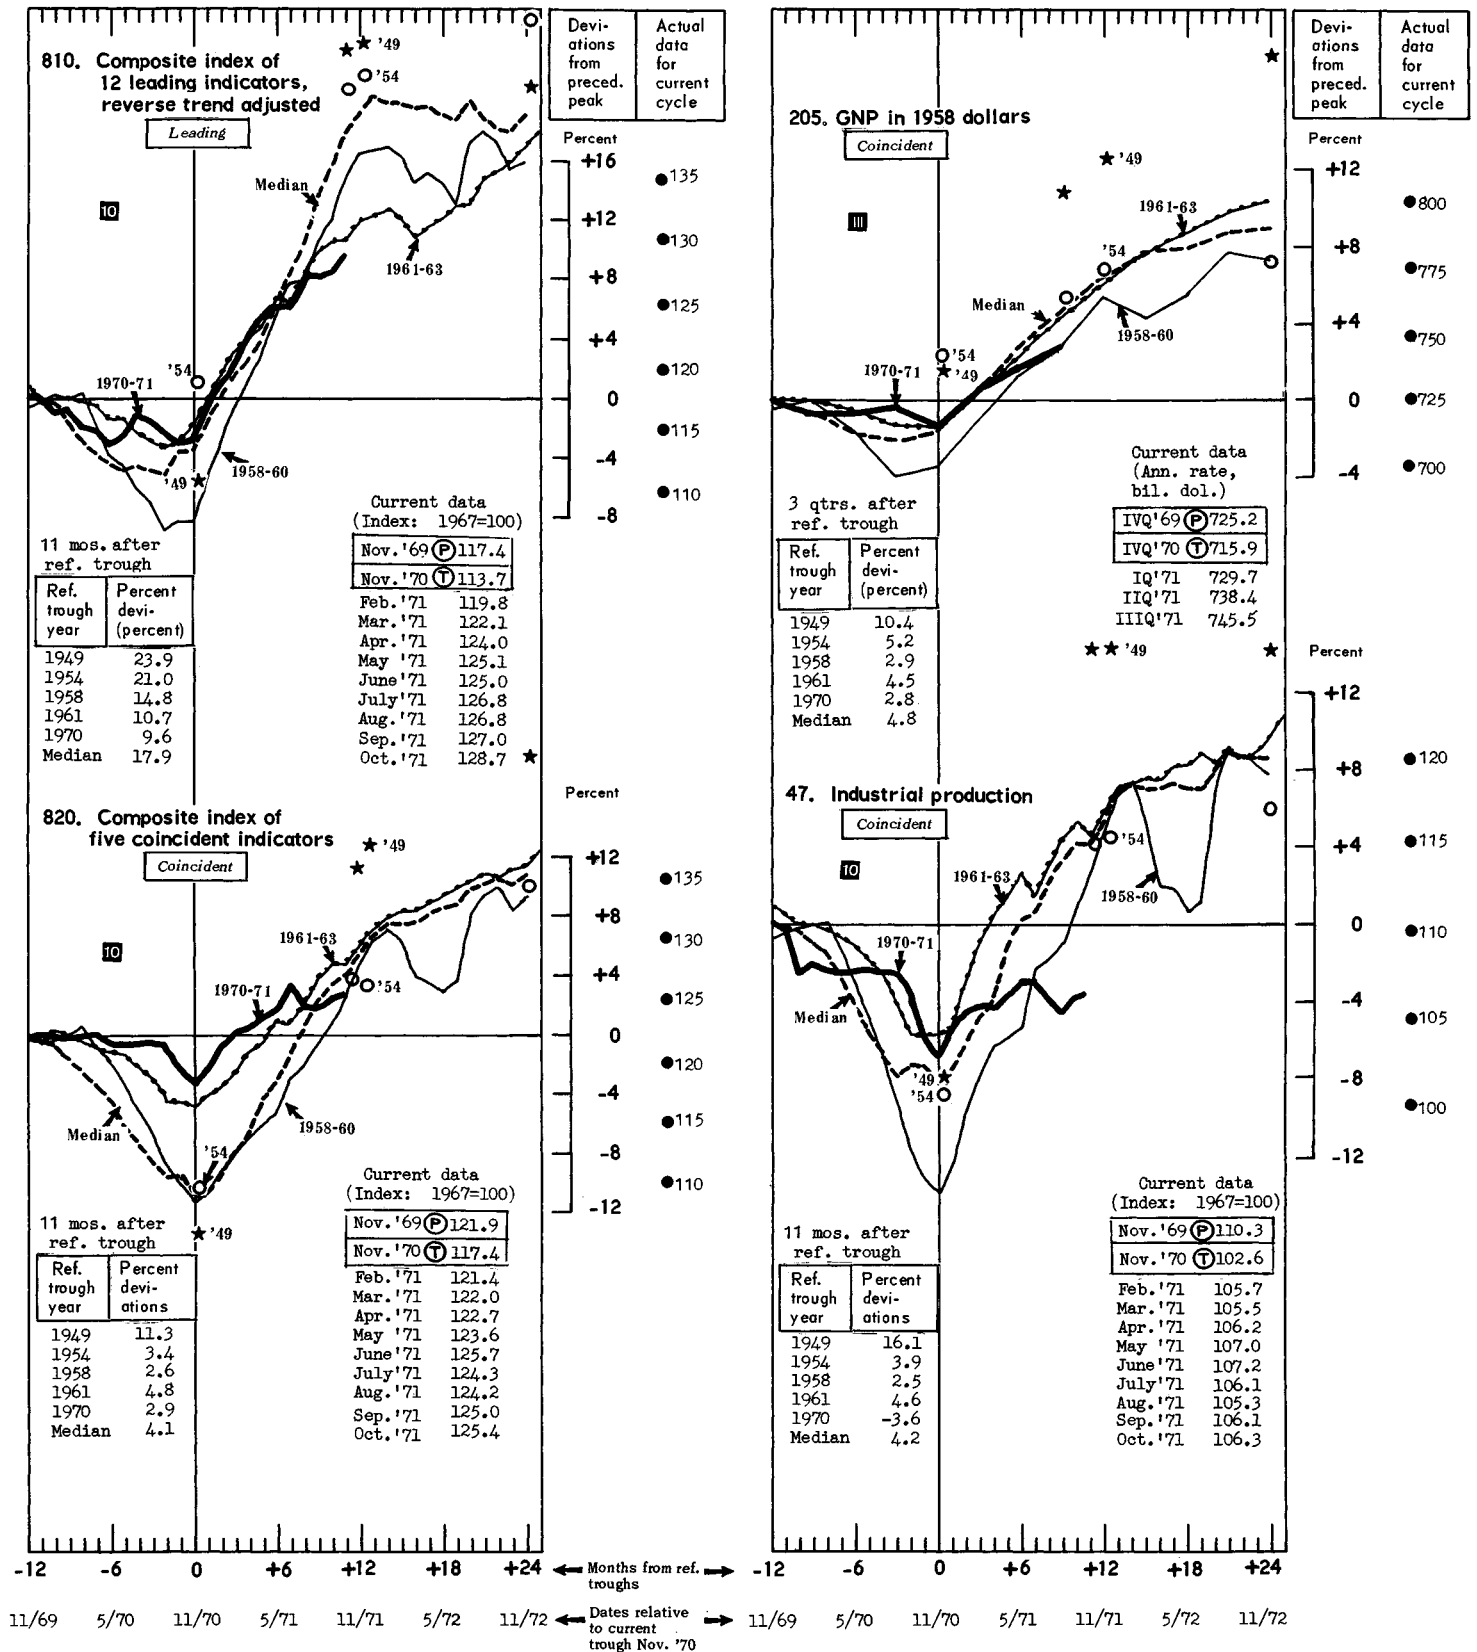 810. Composite index of
12 leading indicators,
reverse trend adjusted
Leading
10
'49
'54
Median
1961-63
'54
1970-71
'49
1958-60
11 mos. after
ref. trough
Ref. trough year
Percent devi- (percent)
1949 23.9
1954 21.0
1958 14.8
1961 10.7
1970 9.6
Median 17.9
Current data
(Index: 1967=100)
Nov. '69 P 117.4
Nov. '70 T 113.7
Feb. '71 119.8
Mar. '71 122.1
Apr. '71 124.0
May '71 125.1
June '71 125.0
July '71 126.8
Aug. '71 126.8
Sep. '71 127.0
Oct. '71 128.7
Devi-
ations
from
preced.
peak
Actual
data
for
current
cycle
Percent
+16
+12
+8
+4
0
-4
-8
135
130
125
120
115
110
820. Composite index of
five coincident indicators
Coincident
10
'49
1961-63
1970-71
'54
Median
'54
1958-60
'49
11 mos. after
ref. trough
Ref. trough year
Percent devi- ations
1949 11.3
1954 3.4
1958 2.6
1961 4.8
1970 2.9
Median 4.1
Current data
(Index: 1967=100)
Nov. '69 P 121.9
Nov. '70 T 117.4
Feb. '71 121.4
Mar. '71 122.0
Apr. '71 122.7
May '71 123.6
June '71 125.7
July '71 124.3
Aug. '71 124.2
Sep. '71 125.0
Oct. '71 125.4
Percent
+12
+8
+4
0
-4
-8
-12
135
130
125
120
115
110
-12 -6 0 +6 +12 +18 +24
11/69 5/70 11/70 5/71 11/71 5/72 11/72
Months from ref.
troughs
Dates relative
to current
trough Nov. '70
205. GNP in 1958 dollars
Coincident
III
'49
1961-63
'54
Median
'54
1970-71
'49
1958-60
3 qtrs. after
ref. trough
Ref. trough year
Percent devi- (percent)
1949 10.4
1954 5.2
1958 2.9
1961 4.5
1970 2.8
Median 4.8
Current data
(Ann. rate,
bil. dol.)
IVQ'69 P 725.2
IVQ'70 T 715.9
IQ'71 729.7
IIQ'71 738.4
IIIQ'71 745.5
Devi-
ations
from
preced.
peak
Actual
data
for
current
cycle
Percent
+12
+8
+4
0
-4
800
775
750
725
700
47. Industrial production
Coincident
10
'49
'54
1961-63
1958-60
1970-71
Median
'49
'54
11 mos. after
ref. trough
Ref. trough year
Percent devi- ations
1949 16.1
1954 3.9
1958 2.5
1961 4.6
1970 -3.6
Median 4.2
Current data
(Index: 1967=100)
Nov. '69 P 110.3
Nov. '70 T 102.6
Feb. '71 105.7
Mar. '71 105.5
Apr. '71 106.2
May '71 107.0
June '71 107.2
July '71 106.1
Aug. '71 105.3
Sep. '71 106.1
Oct. '71 106.3
Percent
+12
+8
+4
0
-4
-8
-12
120
115
110
105
100
-12 -6 0 +6 +12 +18 +24
11/69 5/70 11/70 5/71 11/71 5/72 11/72